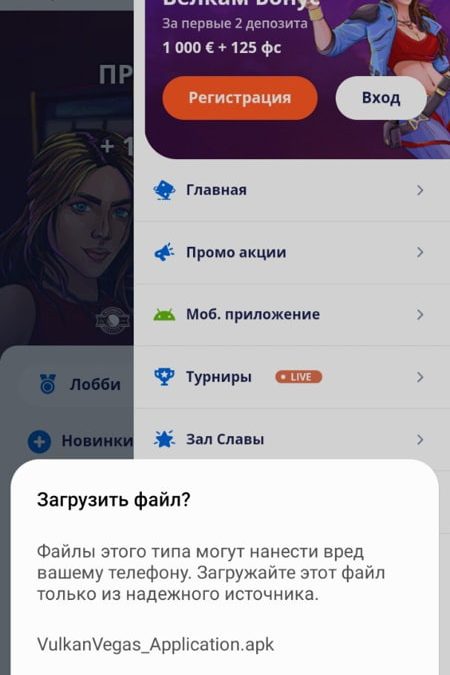 Велкам Бонус
За первые 2 депозита
1 000 € + 125 фс
Регистрация
Вход
ПР
+ 1
Главная
Промо акции
Моб. приложение
Турниры
LIVE
Лобби
Новинки
Зал Славы
Загрузить файл?
Файлы этого типа могут нанести вред
вашему телефону. Загружайте этот файл
только из надежного источника.
VulkanVegas_Application.apk